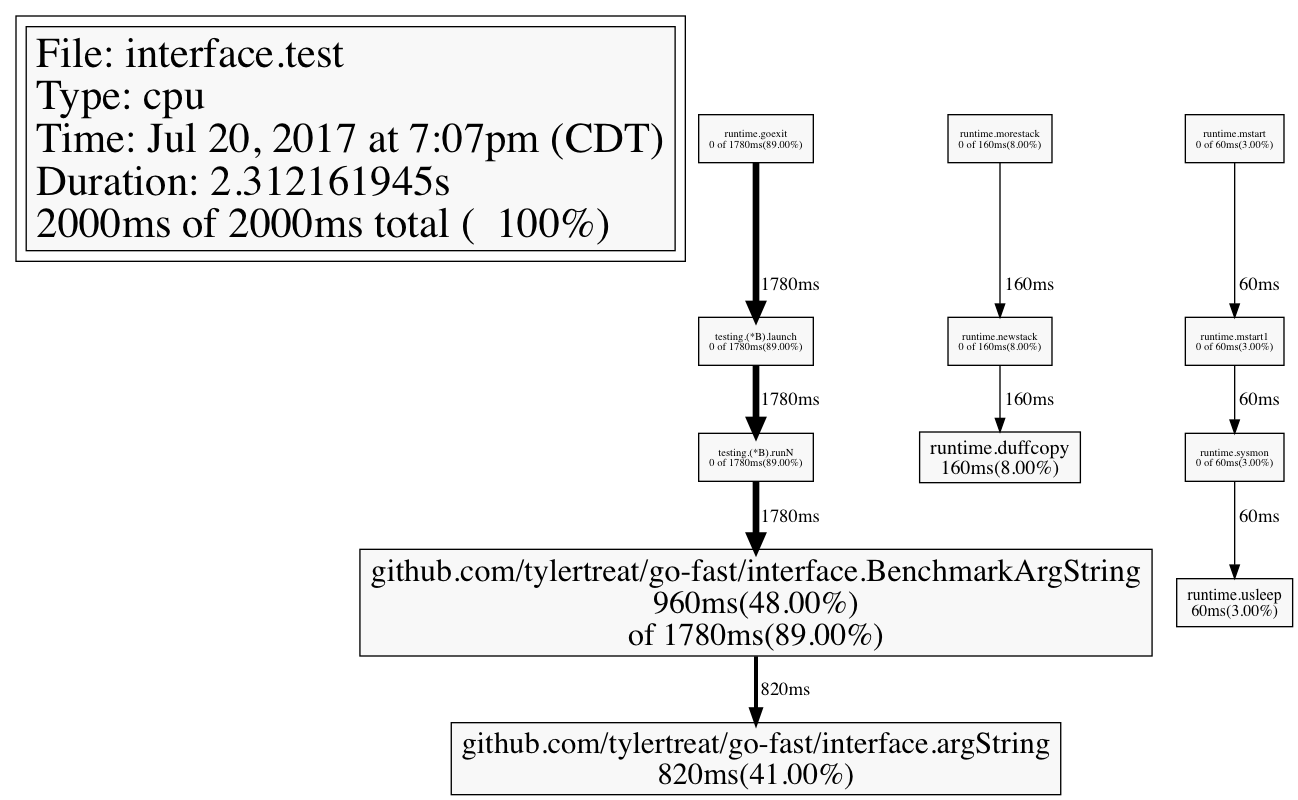 File: interface.test
Type: cpu
Time: Jul 20, 2017 at 7:07pm (CDT)
Duration: 2.312161945s
2000ms of 2000ms total (  100%)
runtime.goexit
0 of 1780ms(89.00%)
runtime.morestack
0 of 160ms(8.00%)
runtime.mstart
0 of 60ms(3.00%)
1780ms
160ms
60ms
testing.(*B).launch
0 of 1780ms(89.00%)
runtime.newstack
0 of 160ms(8.00%)
runtime.mstart1
0 of 60ms(3.00%)
1780ms
160ms
60ms
testing.(*B).runN
0 of 1780ms(89.00%)
runtime.duffcopy
160ms(8.00%)
runtime.sysmon
0 of 60ms(3.00%)
1780ms
60ms
github.com/tylertreat/go-fast/interface.BenchmarkArgString
960ms(48.00%)
of 1780ms(89.00%)
runtime.usleep
60ms(3.00%)
820ms
github.com/tylertreat/go-fast/interface.argString
820ms(41.00%)